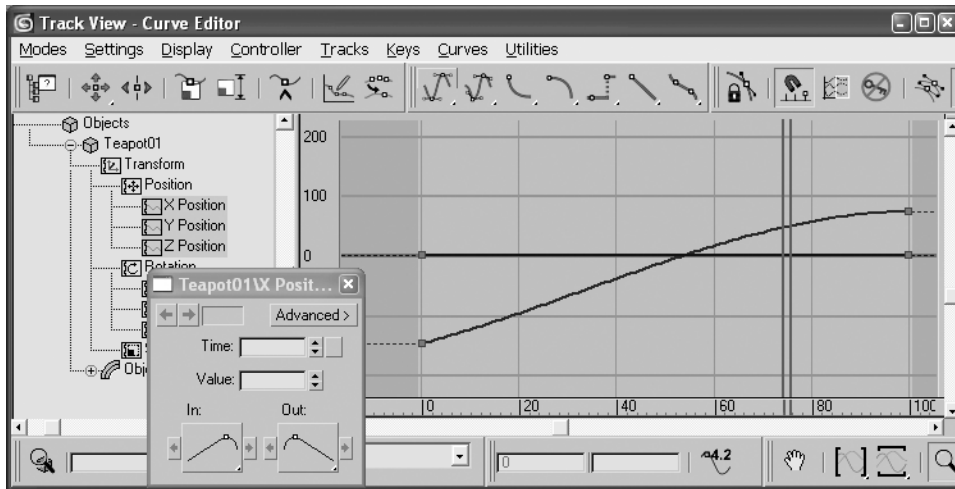 Track View - Curve Editor
Modes Settings Display Controller Tracks Keys Curves Utilities
Objects
Teapot01
Transform
Position
X Position
Y Position
Z Position
Rotation
200
100
0
Teapot01\X Posit...
Advanced >
Time:
Value:
In: Out:
0 20 40 60 80 100
0
4.2